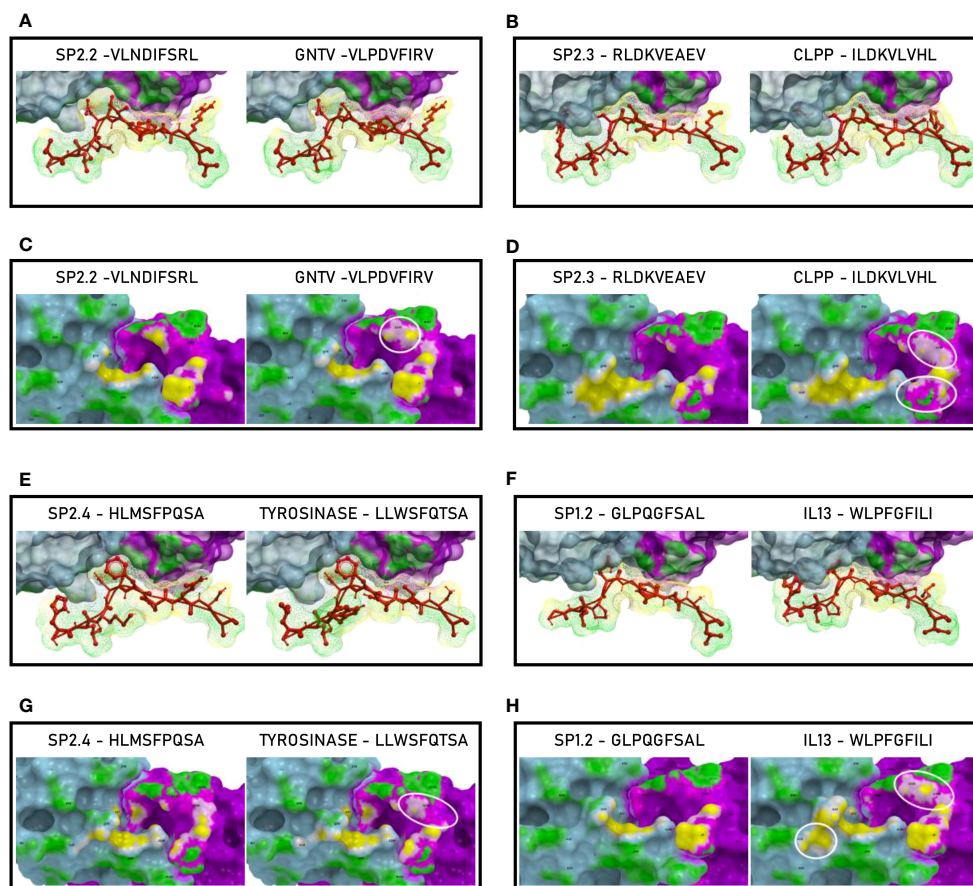 A
B
SP2.2 -VLNDIFSRL
GNTV -VLPDVFIRV
SP2.3 - RLDKVEAEV
CLPP - ILDKVLVHL
C
D
SP2.2 -VLNDIFSRL
GNTV -VLPDVFIRV
SP2.3 - RLDKVEAEV
CLPP - ILDKVLVHL
E
F
SP2.4 - HLMSFPQSA
TYROSINASE - LLWSFQTSA
SP1.2 - GLPQGFSAL
IL13 - WLPFGFILI
G
H
SP2.4 - HLMSFPQSA
TYROSINASE - LLWSFQTSA
SP1.2 - GLPQGFSAL
IL13 - WLPFGFILI